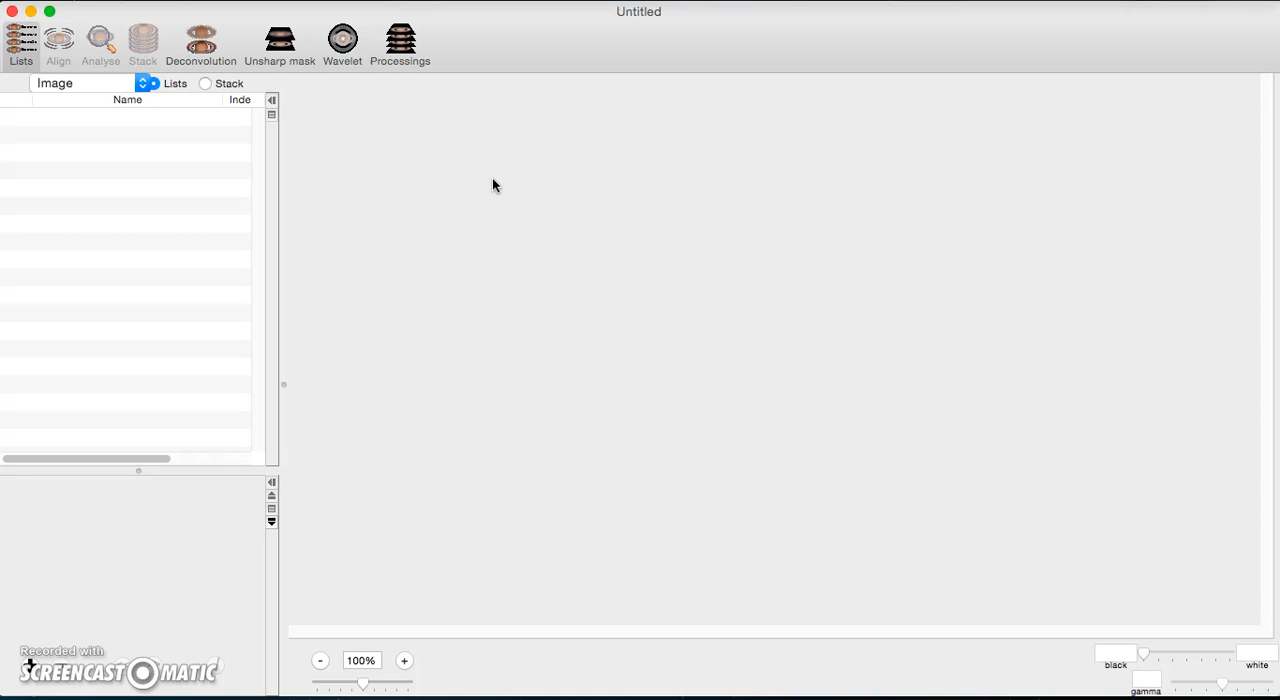 Untitled
Lists Align Analyse Stack Deconvolution Unsharp mask Wavelet Processings
Image Lists Stack
Name Inde
Recorded with
SCREENCAST-O-MATIC
- 100% +
black white
gamma